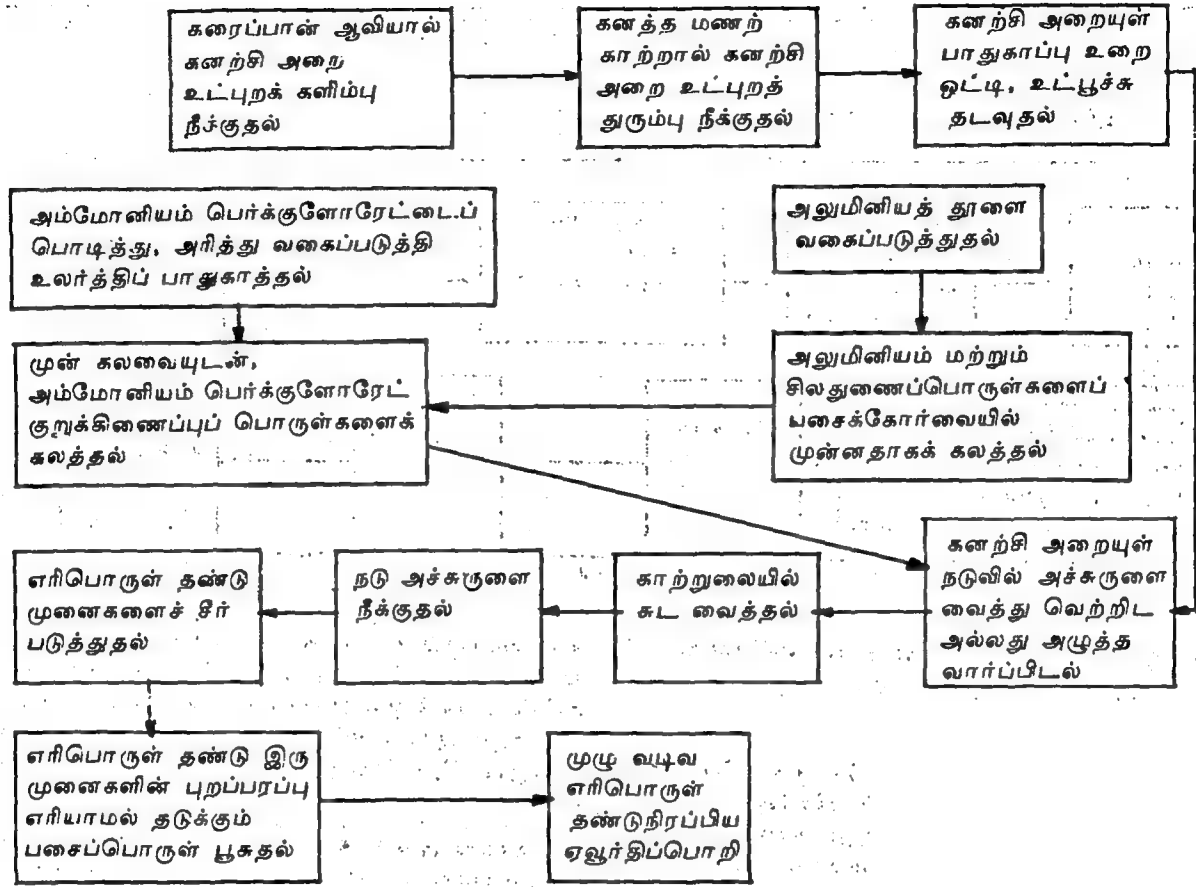 கரைப்பான் ஆவியால்
கனற்சி அறை
உட்புறக் களிம்பு
நீக்குதல்
கனத்த மணற்
காற்றால் கனற்சி
அறை உட்புறத்
துரும்பு நீக்குதல்
கனற்சி அறையுள்
பாதுகாப்பு உறை
ஒட்டி, உட்பூச்சு
தடவுதல்
அம்மோனியம் பெர்க்குளோரேட்டைப்
பொடித்து, அரித்து வகைப்படுத்தி
உலர்த்திப் பாதுகாத்தல்
அலுமினியத் தூளை
வகைப்படுத்துதல்
முன் கலவையுடன்,
அம்மோனியம் பெர்க்குளோரேட்
குறுக்கிணைப்புப் பொருள்களைக்
கலத்தல்
அலுமினியம் மற்றும்
சிலதுணைப்பொருள்களைப்
பசைக்கோர்வையில்
முன்னதாகக் கலத்தல்
கனற்சி அறையுள்
நடுவில் அச்சுருளை
வைத்து வெற்றிட
அல்லது அழுத்த
வார்ப்பிடல்
காற்றுலையில்
சுட வைத்தல்
நடு அச்சுருளை
நீக்குதல்
எரிபொருள் தண்டு
முனைகளைச் சீர்
படுத்துதல்
எரிபொருள் தண்டு இரு
முனைகளின் புறப்பரப்பு
எரியாமல் தடுக்கும்
பசைப்பொருள் பூசுதல்
முழு வடிவ
எரிபொருள்
தண்டுநிரப்பிய
ஏவூர்திப்பொறி